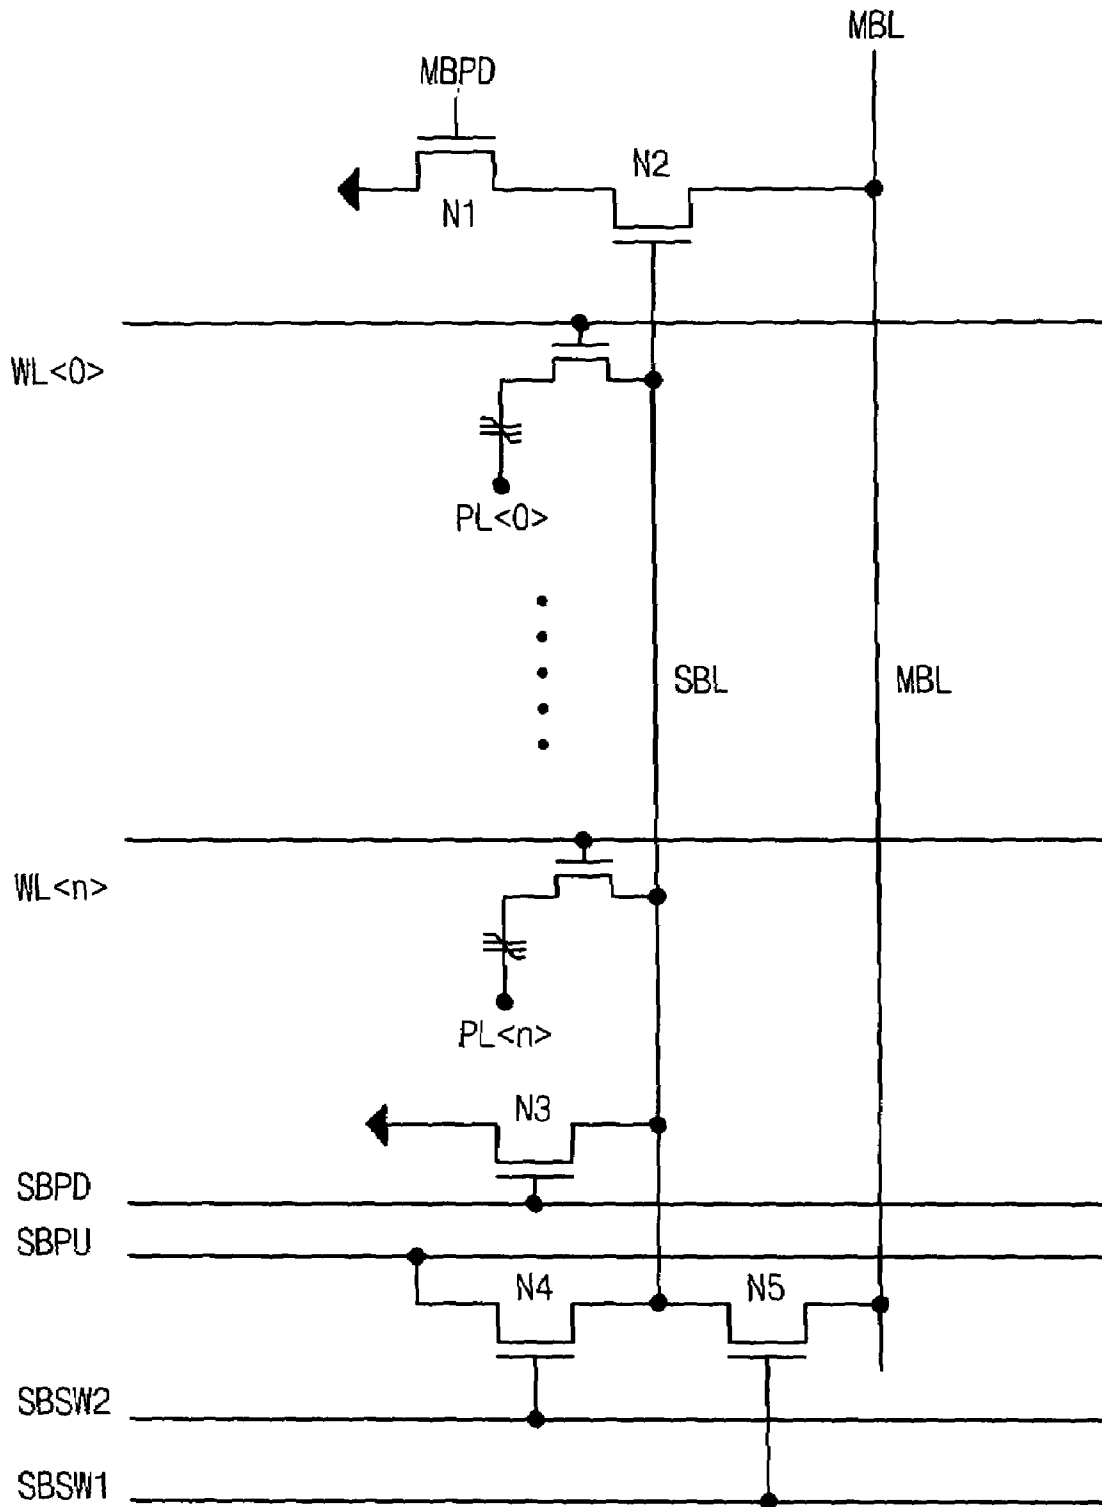 MBL
MBPD
N2
N1
WL<0>
PL<0>
SBL
MBL
WL<n>
PL<n>
N3
SBPD
SBPU
N4
N5
SBSW2
SBSW1